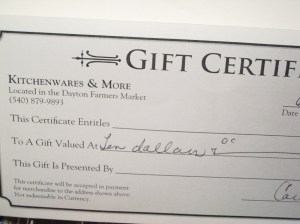 GIFT CERTIF
KITCHENWARES & MORE
Located in the Dayton Farmers Market
(540) 879-9893
Date
This Certificate Entitles
To A Gift Valued At Ten dollars
This Gift Is Presented By
This certificate will be accepted in payment
for merchandise to the address shown above.
Not redeemable in Currency.